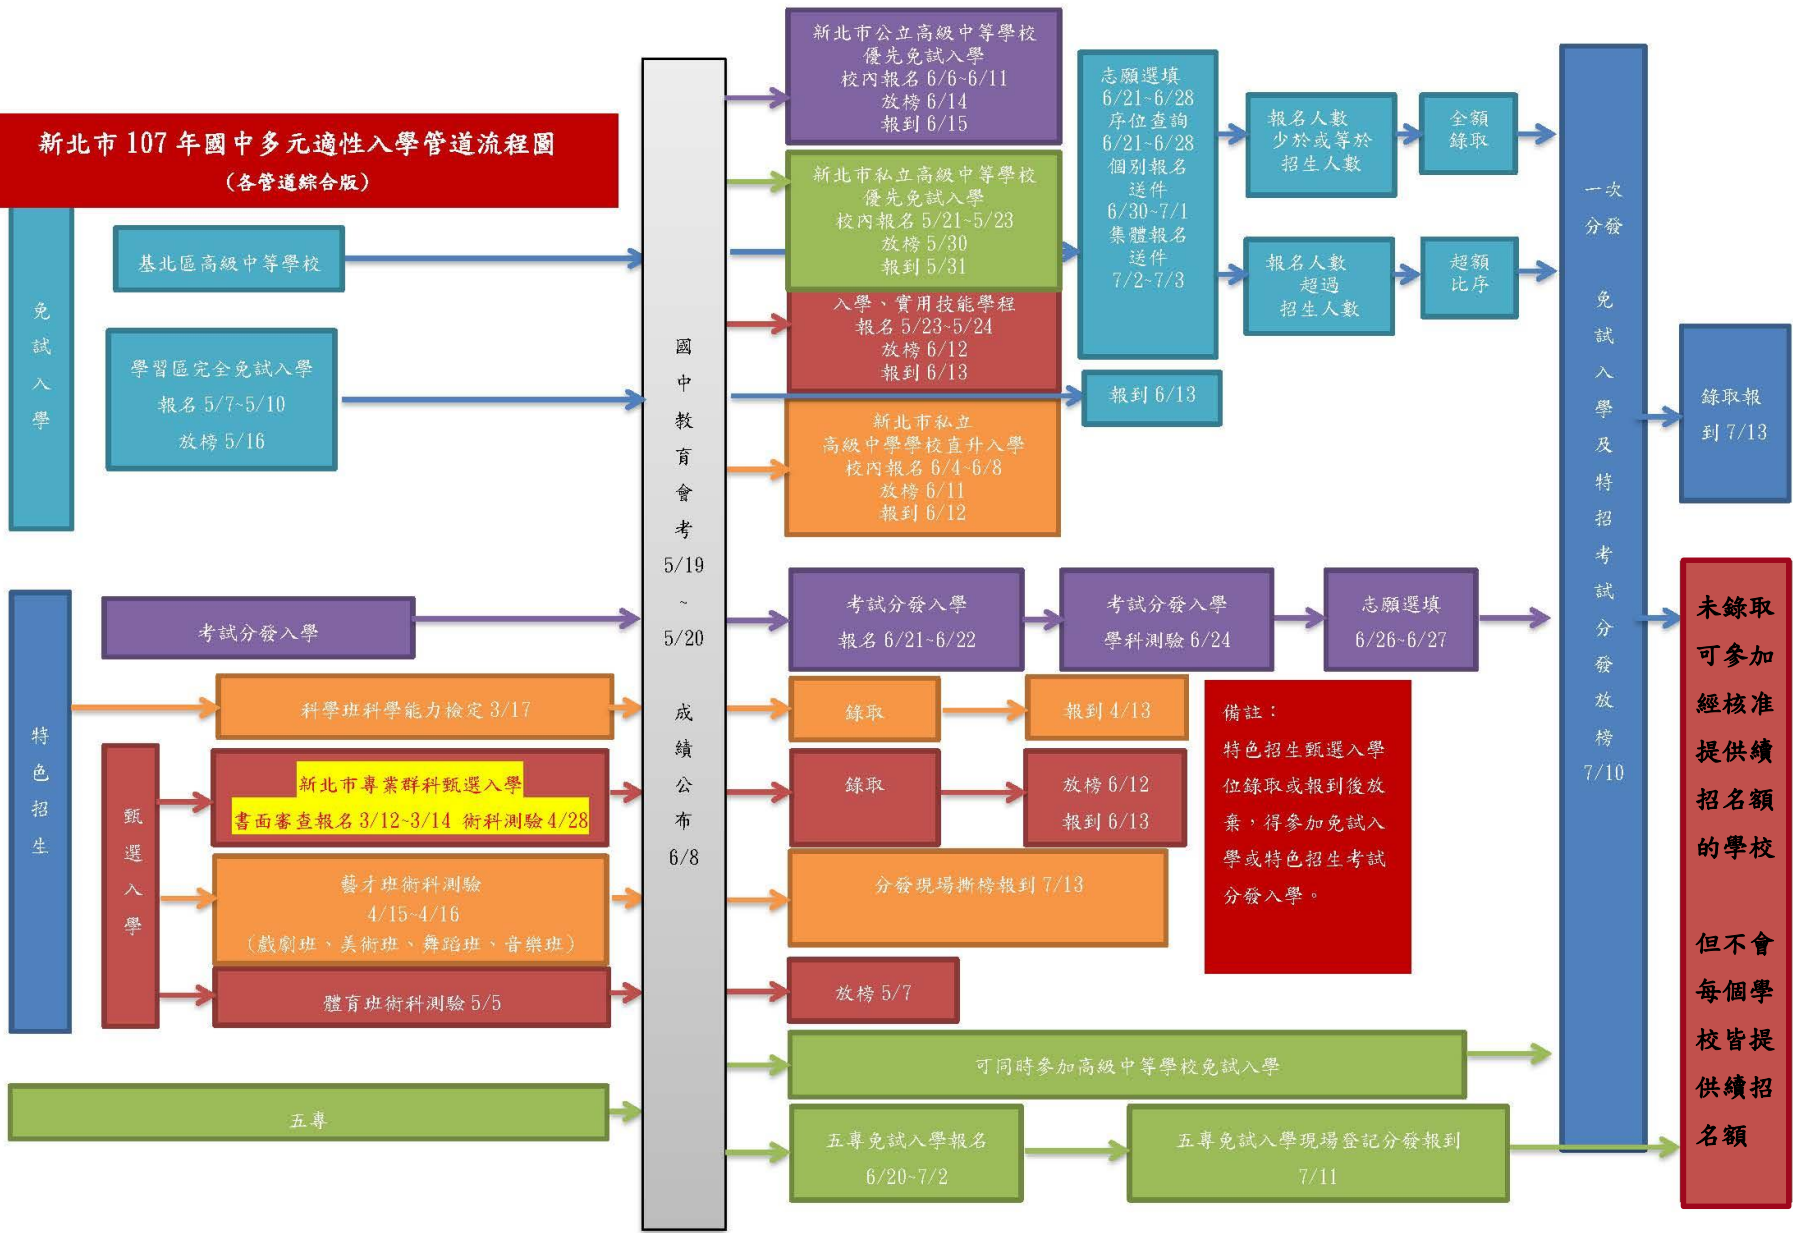 新北市 107 年國中多元適性入學管道流程圖
（各管道綜合版）
免
試
入
學
基北區高級中等學校
學習區完全免試入學
報名 5/7~5/10
放榜 5/16
特
色
招
生
考試分發入學
科學班科學能力檢定 3/17
甄
選
入
學
新北市專業群科甄選入學
書面審查報名 3/12~3/14 術科測驗 4/28
藝才班術科測驗
4/15~4/16
（戲劇班、美術班、舞蹈班、音樂班）
體育班術科測驗 5/5
五專
國
中
教
育
會
考
5/19
~
5/20
成
績
公
布
6/8
新北市公立高級中等學校
優先免試入學
校內報名 6/6~6/11
放榜 6/14
報到 6/15
新北市私立高級中等學校
優先免試入學
校內報名 5/21~5/23
放榜 5/30
報到 5/31
入學、實用技能學程
報名 5/23~5/24
放榜 6/12
報到 6/13
新北市私立
高級中學學校直升入學
校內報名 6/4~6/8
放榜 6/11
報到 6/12
志願選填
6/21~6/28
序位查詢
6/21~6/28
個別報名
送件
6/30~7/1
集體報名
送件
7/2~7/3
報到 6/13
報名人數
少於或等於
招生人數
全額
錄取
報名人數
超過
招生人數
超額
比序
考試分發入學
報名 6/21~6/22
考試分發入學
學科測驗 6/24
志願選填
6/26~6/27
錄取
報到 4/13
錄取
放榜 6/12
報到 6/13
分發現場撕榜報到 7/13
放榜 5/7
備註：
特色招生甄選入學
位錄取或報到後放
棄，得參加免試入
學或特色招生考試
分發入學。
可同時參加高級中等學校免試入學
五專免試入學報名
6/20~7/2
五專免試入學現場登記分發報到
7/11
一次
分發
免
試
入
學
及
特
招
考
試
分
發
放
榜
7/10
錄取報
到 7/13
未錄取
可參加
經核准
提供續
招名額
的學校
但不會
每個學
校皆提
供續招
名額